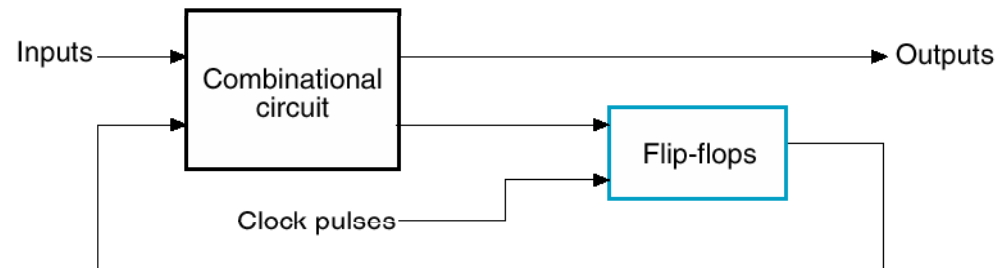 Inputs
Combinational
circuit
Outputs
Flip-flops
Clock pulses